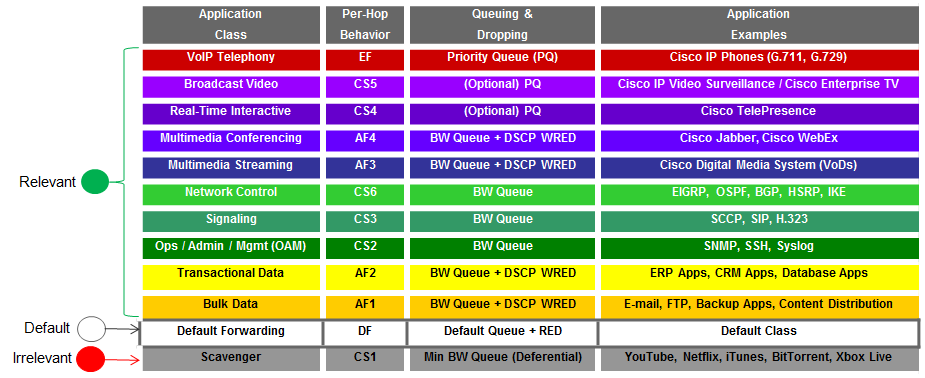 Application Class Per-Hop Behavior Queuing & Dropping Application Examples
VoIP Telephony EF Priority Queue (PQ) Cisco IP Phones (G.711, G.729)
Broadcast Video CS5 (Optional) PQ Cisco IP Video Surveillance / Cisco Enterprise TV
Real-Time Interactive CS4 (Optional) PQ Cisco TelePresence
Multimedia Conferencing AF4 BW Queue + DSCP WRED Cisco Jabber, Cisco WebEx
Multimedia Streaming AF3 BW Queue + DSCP WRED Cisco Digital Media System (VoDs)
Relevant
Network Control CS6 BW Queue EIGRP, OSPF, BGP, HSRP, IKE
Signaling CS3 BW Queue SCCP, SIP, H.323
Ops / Admin / Mgmt (OAM) CS2 BW Queue SNMP, SSH, Syslog
Transactional Data AF2 BW Queue + DSCP WRED ERP Apps, CRM Apps, Database Apps
Bulk Data AF1 BW Queue + DSCP WRED E-mail, FTP, Backup Apps, Content Distribution
Default Default Forwarding DF Default Queue + RED Default Class
Irrelevant Scavenger CS1 Min BW Queue (Deferential) YouTube, Netflix, iTunes, BitTorrent, Xbox Live